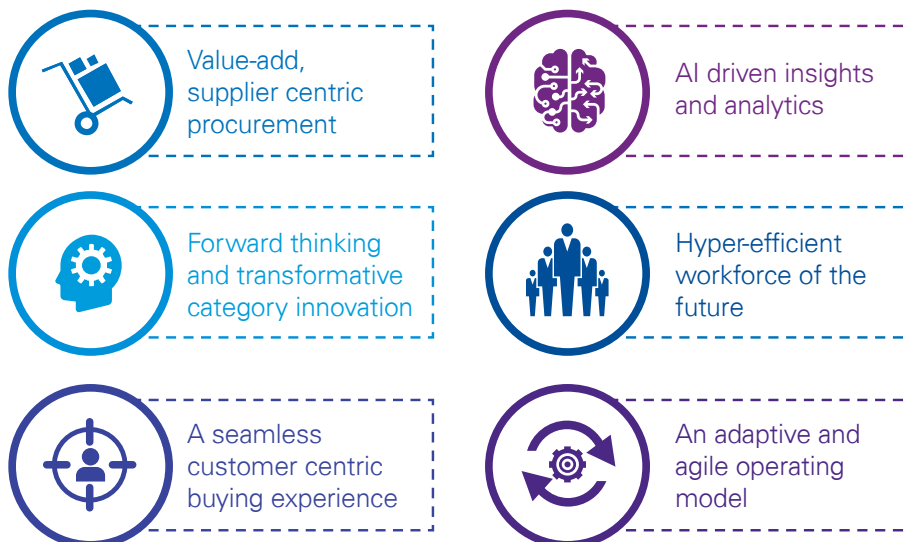 Value-add,
supplier centric
procurement
AI driven insights
and analytics
Forward thinking
and transformative
category innovation
Hyper-efficient
workforce of the
future
A seamless
customer centric
buying experience
An adaptive and
agile operating
model